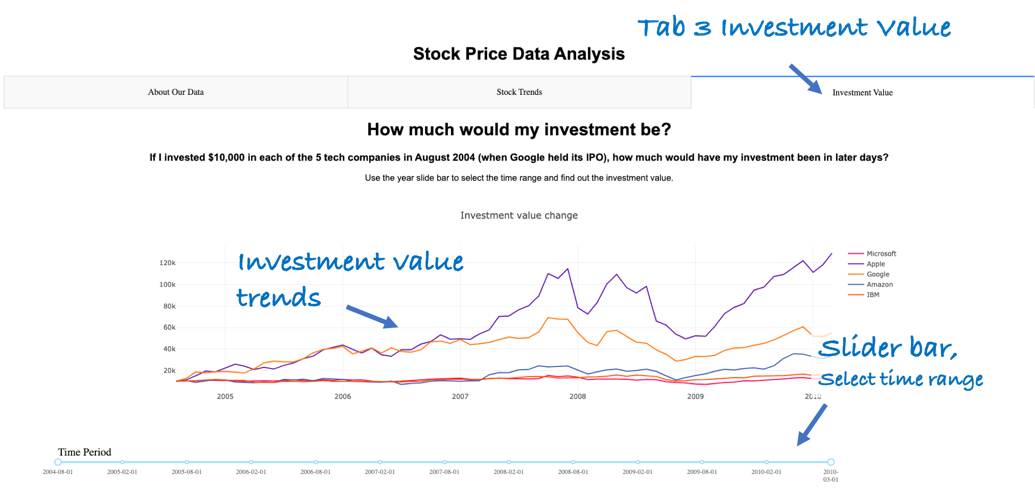 Tab 3 Investment Value
Stock Price Data Analysis
About Our Data
Stock Trends
Investment Value
How much would my investment be?
If I invested $10,000 in each of the 5 tech companies in August 2004 (when Google held its IPO), how much would have my investment been in later days?
Use the year slide bar to select the time range and find out the investment value.
Investment value change
Investment value
trends
120k
100k
80k
60k
40k
20k
2005
2006
2007
2008
2009
2010
Microsoft
Apple
Google
Amazon
IBM
Slider bar,
Select time range
Time Period
2004-08-01
2005-02-01
2005-08-01
2006-02-01
2006-08-01
2007-02-01
2007-08-01
2008-02-01
2008-08-01
2009-02-01
2009-08-01
2010-02-01
2010-
03-01